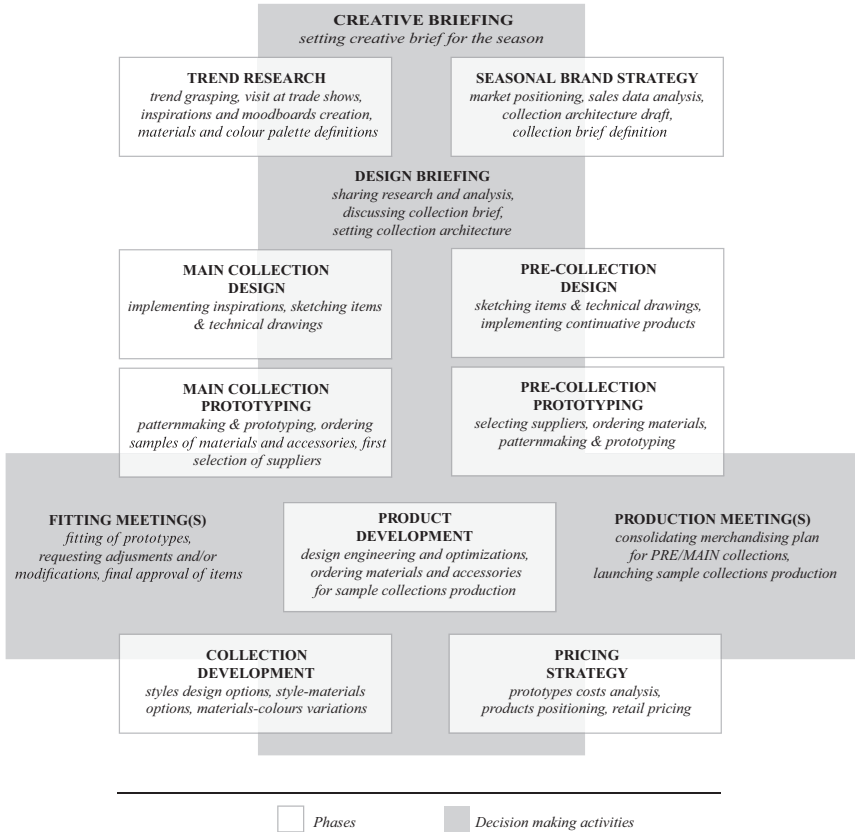 CREATIVE BRIEFING
setting creative brief for the season
TREND RESEARCH
trend grasping, visit at trade shows,
inspirations and moodboards creation,
materials and colour palette definitions
SEASONAL BRAND STRATEGY
market positioning, sales data analysis,
collection architecture draft,
collection brief definition
DESIGN BRIEFING
sharing research and analysis,
discussing collection brief,
setting collection architecture
MAIN COLLECTION
DESIGN
implementing inspirations, sketching items
& technical drawings
PRE-COLLECTION
DESIGN
sketching items & technical drawings,
implementing continuative products
MAIN COLLECTION
PROTOTYPING
patternmaking & prototyping, ordering
samples of materials and accessories, first
selection of suppliers
PRE-COLLECTION
PROTOTYPING
selecting suppliers, ordering materials,
patternmaking & prototyping
FITTING MEETING(S)
fitting of prototypes,
requesting adjusments and/or
modifications, final approval of items
PRODUCT
DEVELOPMENT
design engineering and optimizations,
ordering materials and accessories
for sample collections production
PRODUCTION MEETING(S)
consolidating merchandising plan
for PRE/MAIN collections,
launching sample collections production
COLLECTION
DEVELOPMENT
styles design options, style-materials
options, materials-colours variations
PRICING
STRATEGY
prototypes costs analysis,
products positioning, retail pricing
Phases
Decision making activities